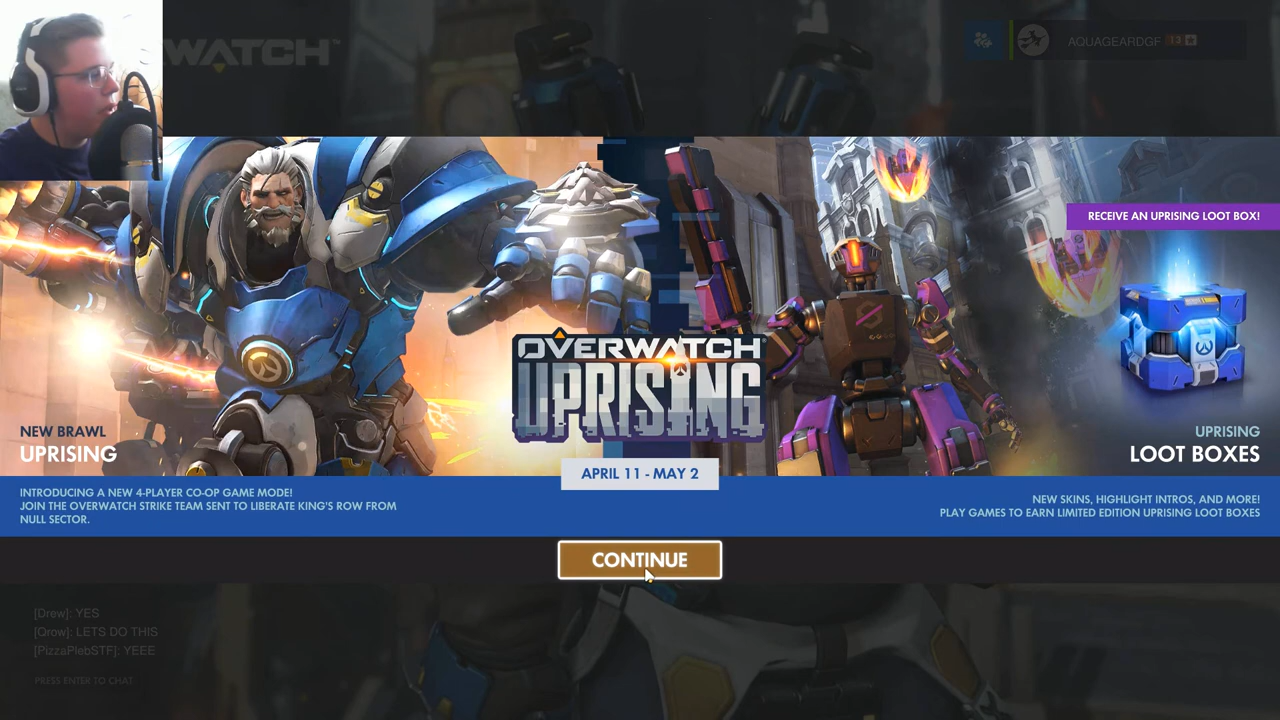 WATCH
AQUAGEARDGF 13
RECEIVE AN UPRISING LOOT BOX!
OVERWATCH
UPRISING
NEW BRAWL
UPRISING
UPRISING
LOOT BOXES
APRIL 11 - MAY 2
INTRODUCING A NEW 4-PLAYER CO-OP GAME MODE!
JOIN THE OVERWATCH STRIKE TEAM SENT TO LIBERATE KING'S ROW FROM
NULL SECTOR.
NEW SKINS, HIGHLIGHT INTROS, AND MORE!
PLAY GAMES TO EARN LIMITED EDITION UPRISING LOOT BOXES
CONTINUE
[Drew]: YES
[Qrow]: LETS DO THIS
[PizzaPlebSTF]: YEEE
PRESS ENTER TO CHAT